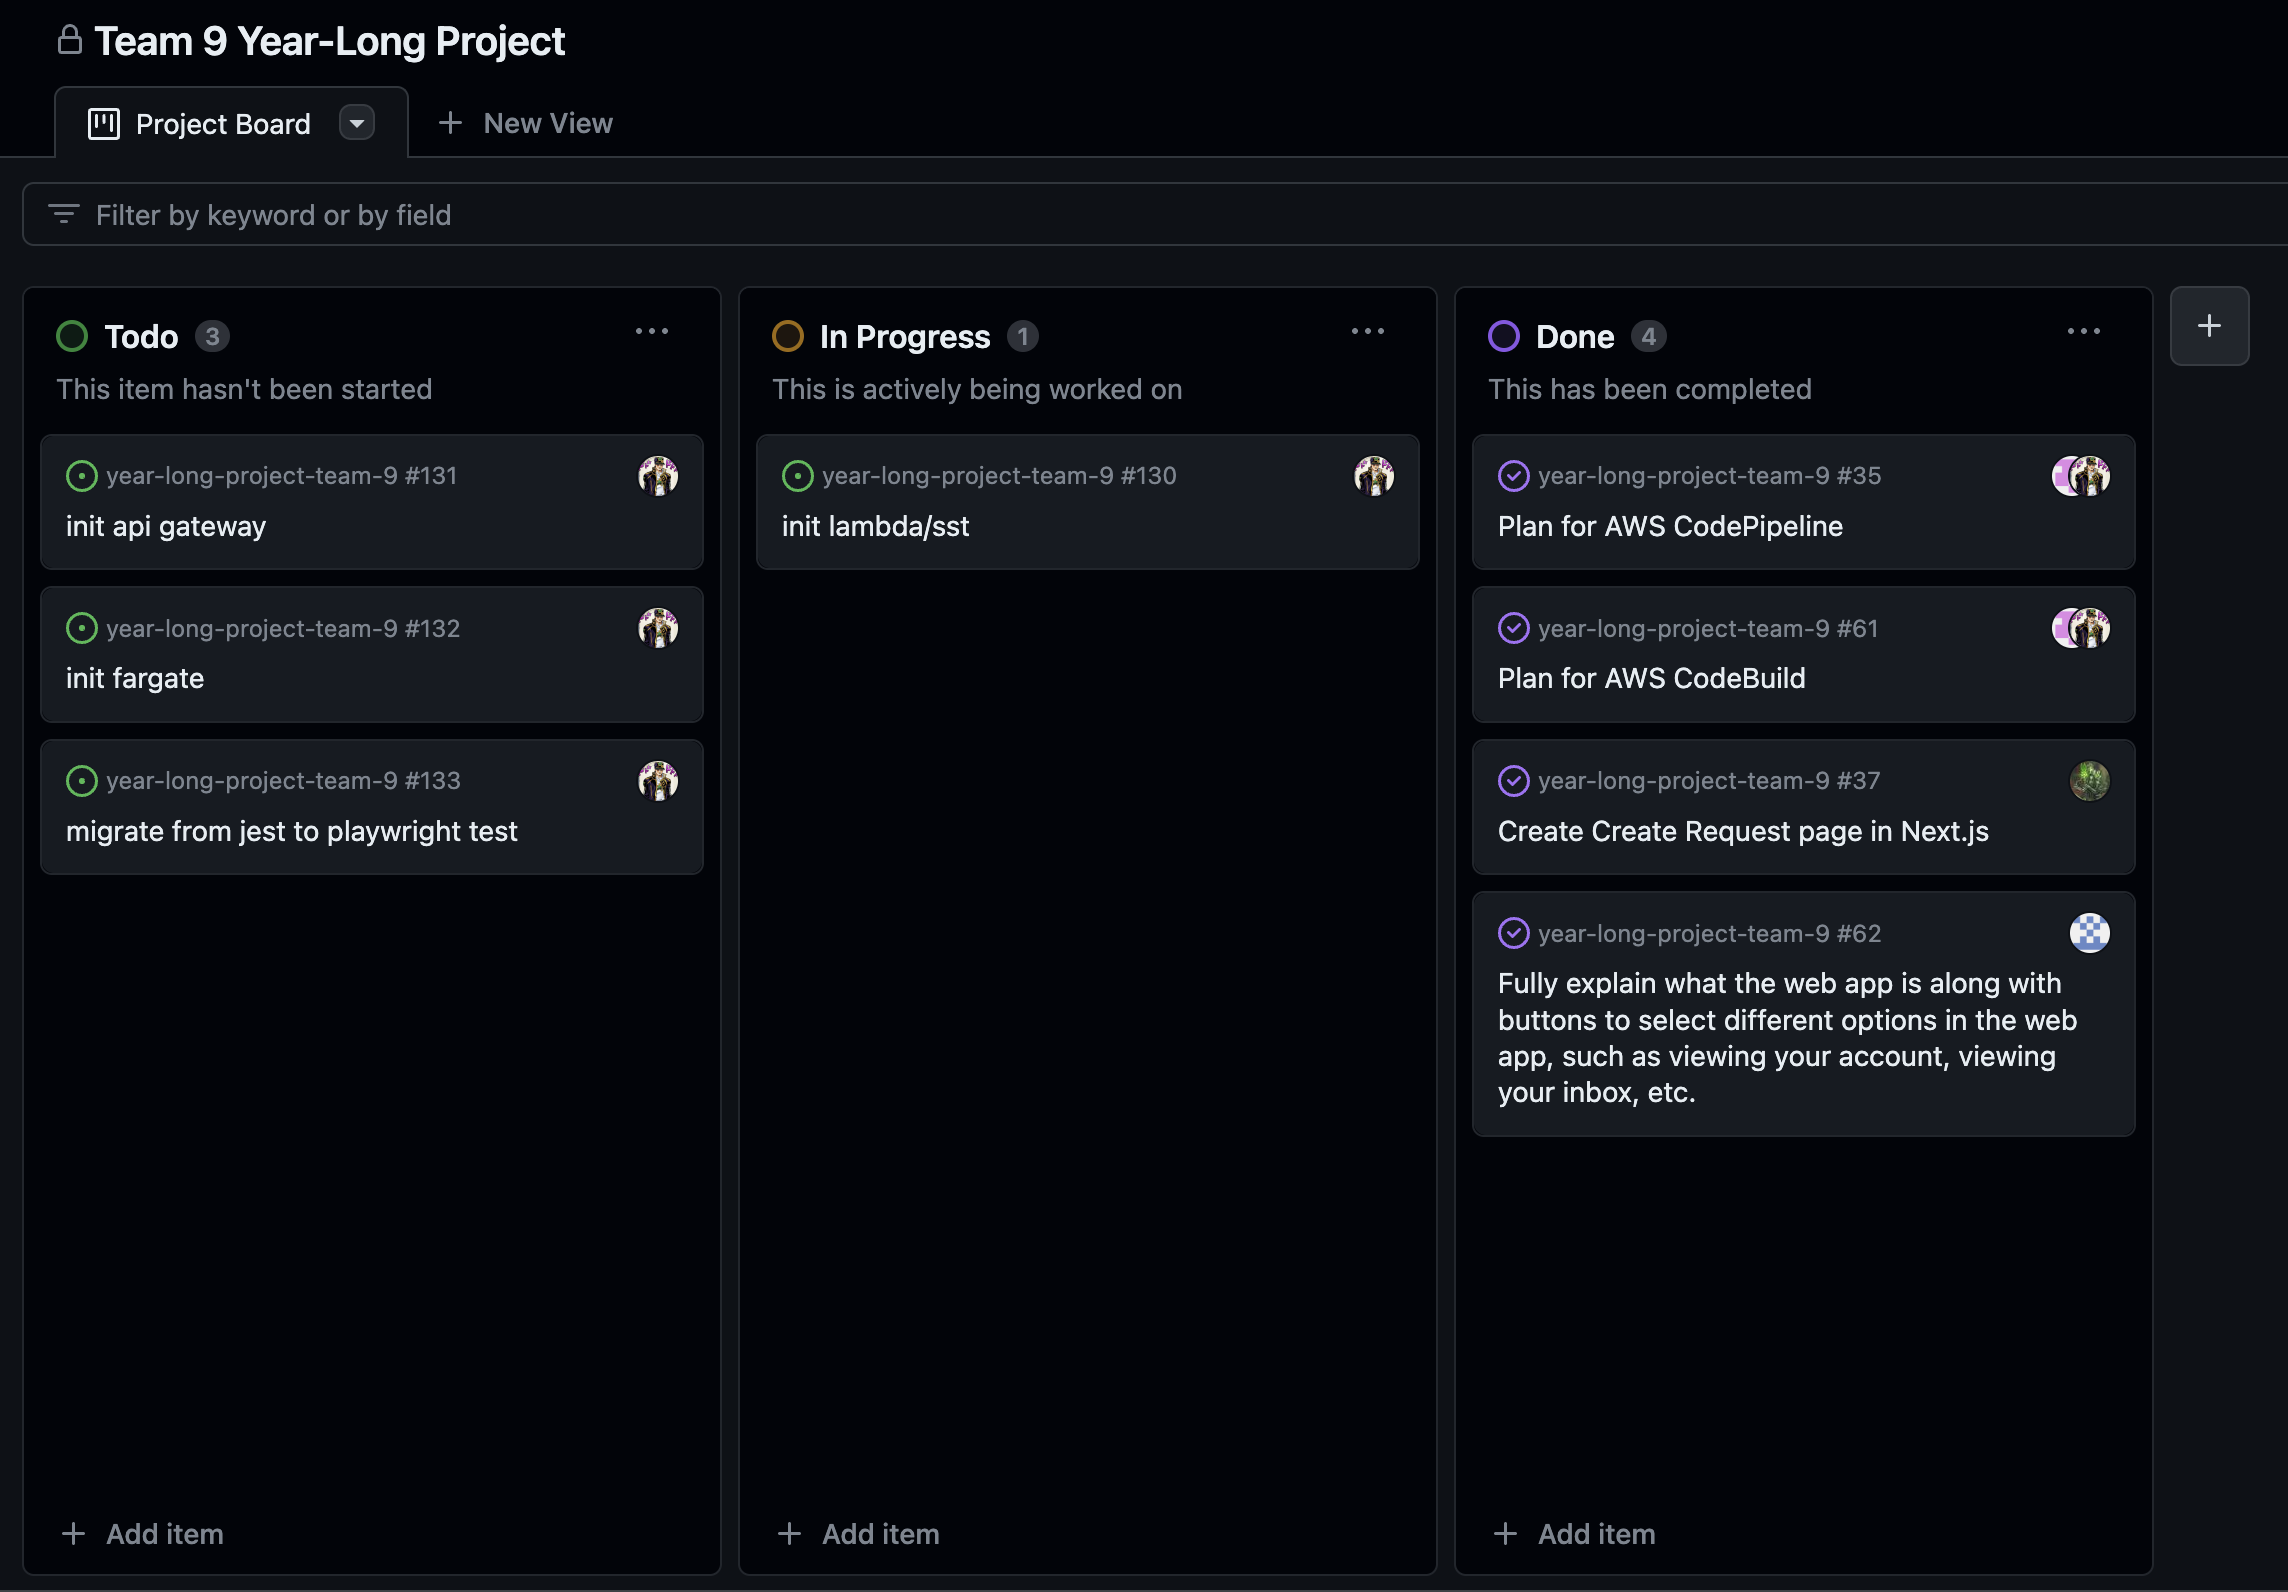 Team 9 Year-Long Project
Project Board
New View
Filter by keyword or by field
Todo 3
This item hasn't been started
year-long-project-team-9 #131
init api gateway
year-long-project-team-9 #132
init fargate
year-long-project-team-9 #133
migrate from jest to playwright test
Add item
In Progress 1
This is actively being worked on
year-long-project-team-9 #130
init lambda/sst
Add item
Done 4
This has been completed
year-long-project-team-9 #35
Plan for AWS CodePipeline
year-long-project-team-9 #61
Plan for AWS CodeBuild
year-long-project-team-9 #37
Create Create Request page in Next.js
year-long-project-team-9 #62
Fully explain what the web app is along with
buttons to select different options in the web
app, such as viewing your account, viewing
your inbox, etc.
Add item